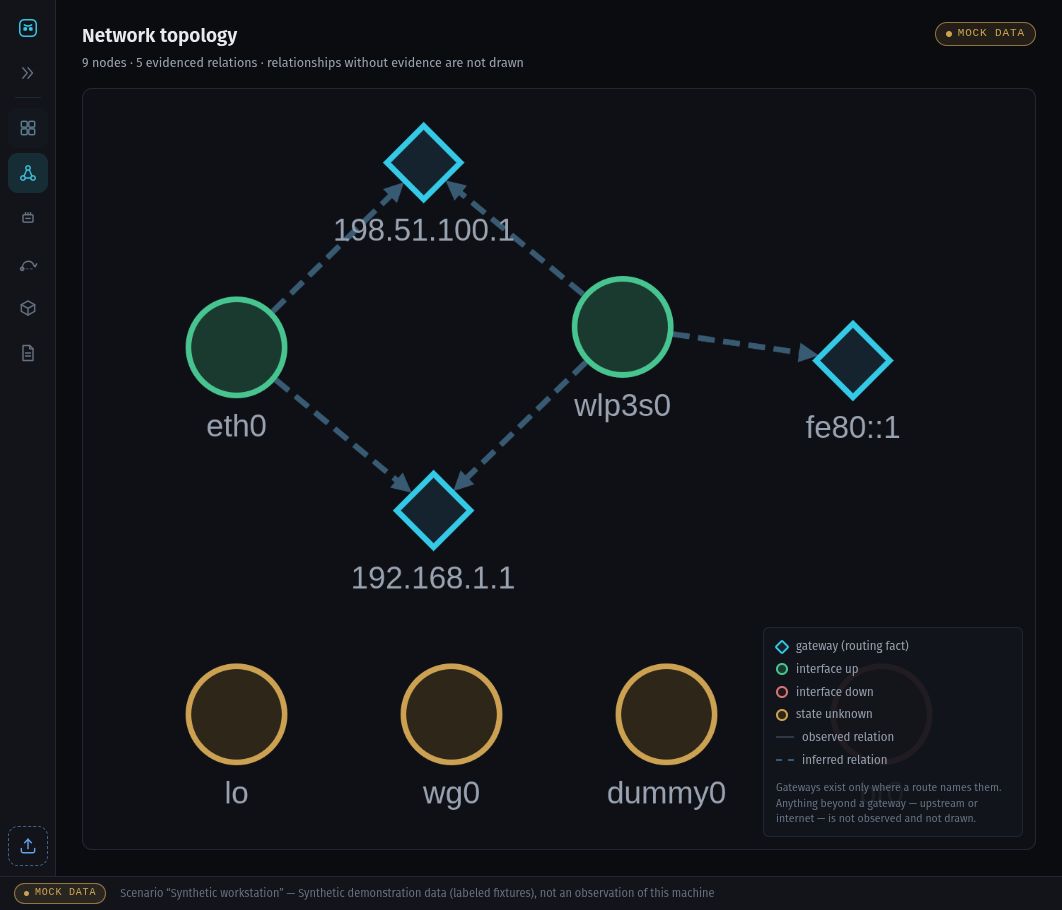 Network topology
MOCK DATA
9 nodes · 5 evidenced relations · relationships without evidence are not drawn
198.51.100.1
eth0
wlp3s0
fe80::1
192.168.1.1
lo
wg0
dummy0
gateway (routing fact)
interface up
interface down
state unknown
observed relation
inferred relation
Gateways exist only where a route names them.
Anything beyond a gateway — upstream or
internet — is not observed and not drawn.
MOCK DATA
Scenario “Synthetic workstation” — Synthetic demonstration data (labeled fixtures), not an observation of this machine